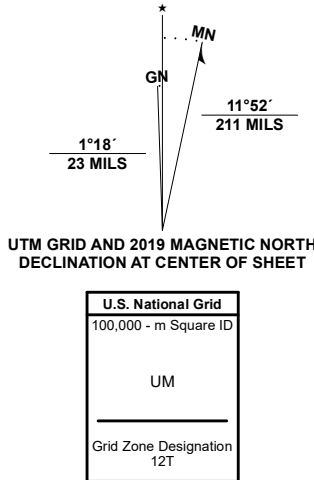 ★
MN
GN
11°52´
211 MILS
1°18´
23 MILS
UTM GRID AND 2019 MAGNETIC NORTH
DECLINATION AT CENTER OF SHEET
U.S. National Grid
100,000 - m Square ID
UM
Grid Zone Designation
12T